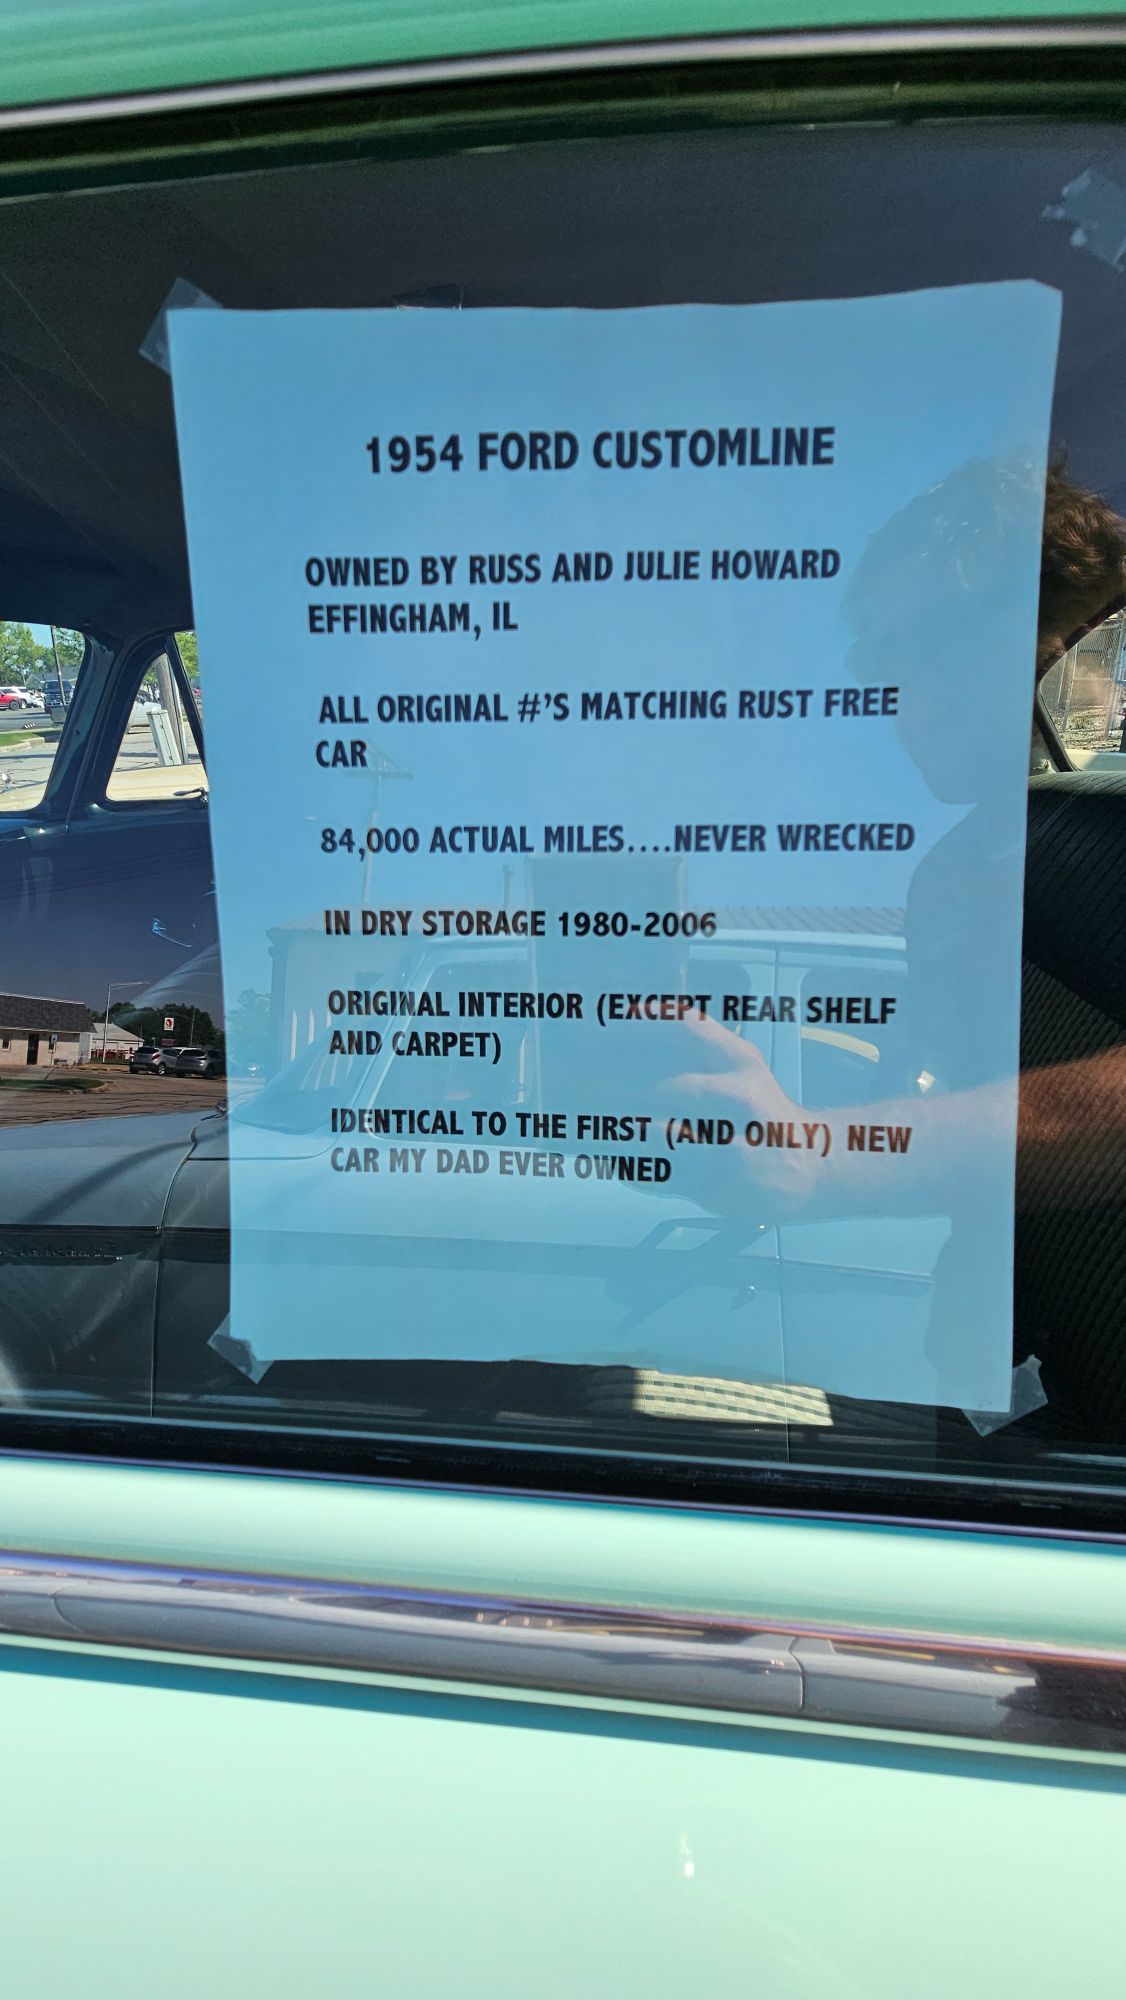 1954 FORD CUSTOMLINE
OWNED BY RUSS AND JULIE HOWARD
EFFINGHAM, IL
ALL ORIGINAL #'S MATCHING RUST FREE
CAR
84,000 ACTUAL MILES....NEVER WRECKED
IN DRY STORAGE 1980-2006
ORIGINAL INTERIOR (EXCEPT REAR SHELF
AND CARPET)
IDENTICAL TO THE FIRST (AND ONLY) NEW
CAR MY DAD EVER OWNED